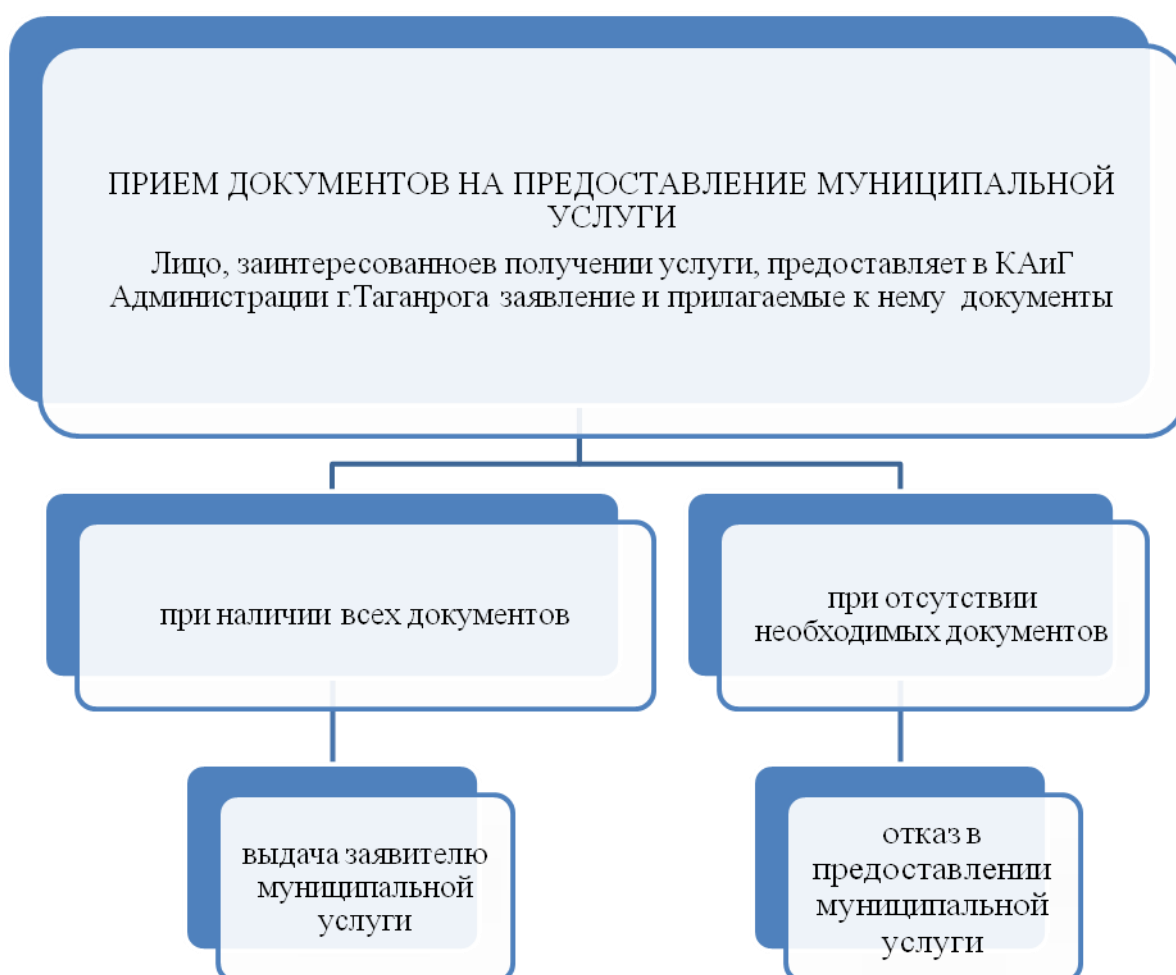 ПРИЕМ ДОКУМЕНТОВ НА ПРЕДОСТАВЛЕНИЕ МУНИЦИПАЛЬНОЙ
УСЛУГИ
Лицо, заинтересованноев получении услуги, предоставляет в КАиГ
Администрации г.Таганрога заявление и прилагаемые к нему документы
при наличии всех документов
при отсутствии
необходимых документов
выдача заявителю
муниципальной
услуги
отказ в
предоставлении
муниципальной
услуги